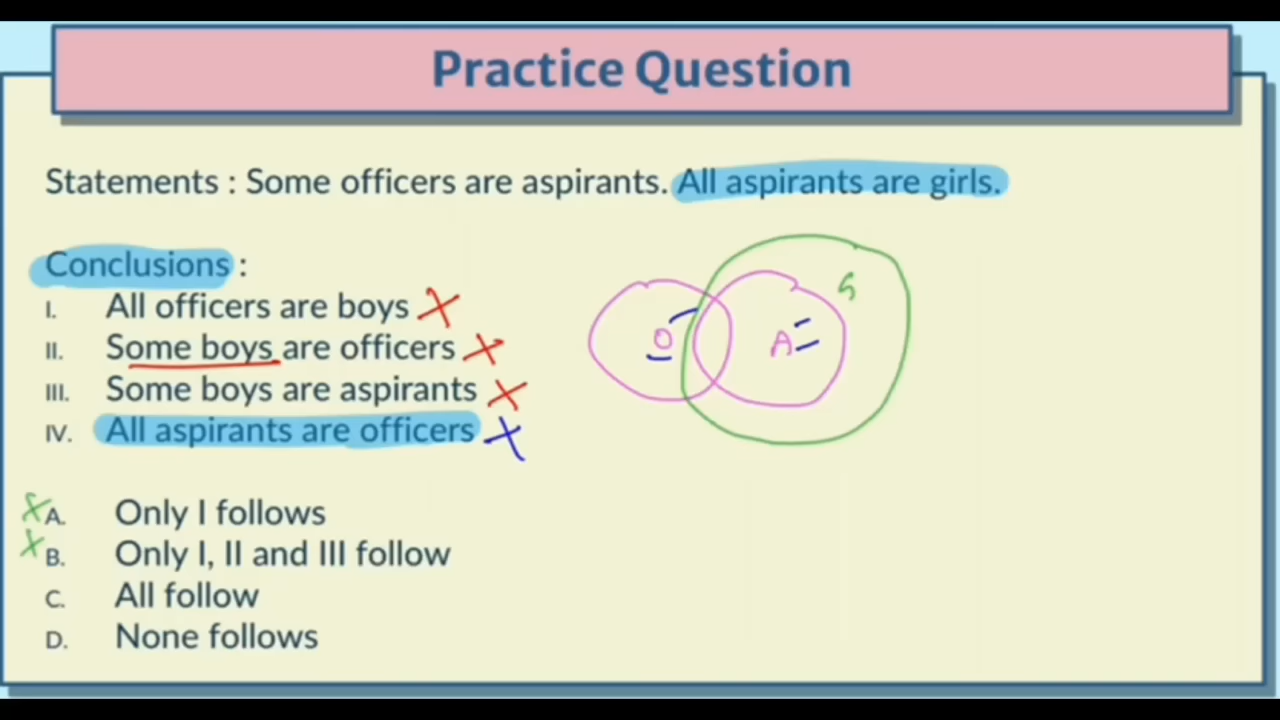 Practice Question
Statements : Some officers are aspirants. All aspirants are girls.
Conclusions :
I. All officers are boys
II. Some boys are officers
III. Some boys are aspirants
IV. All aspirants are officers
O A G
A. Only I follows
B. Only I, II and III follow
C. All follow
D. None follows